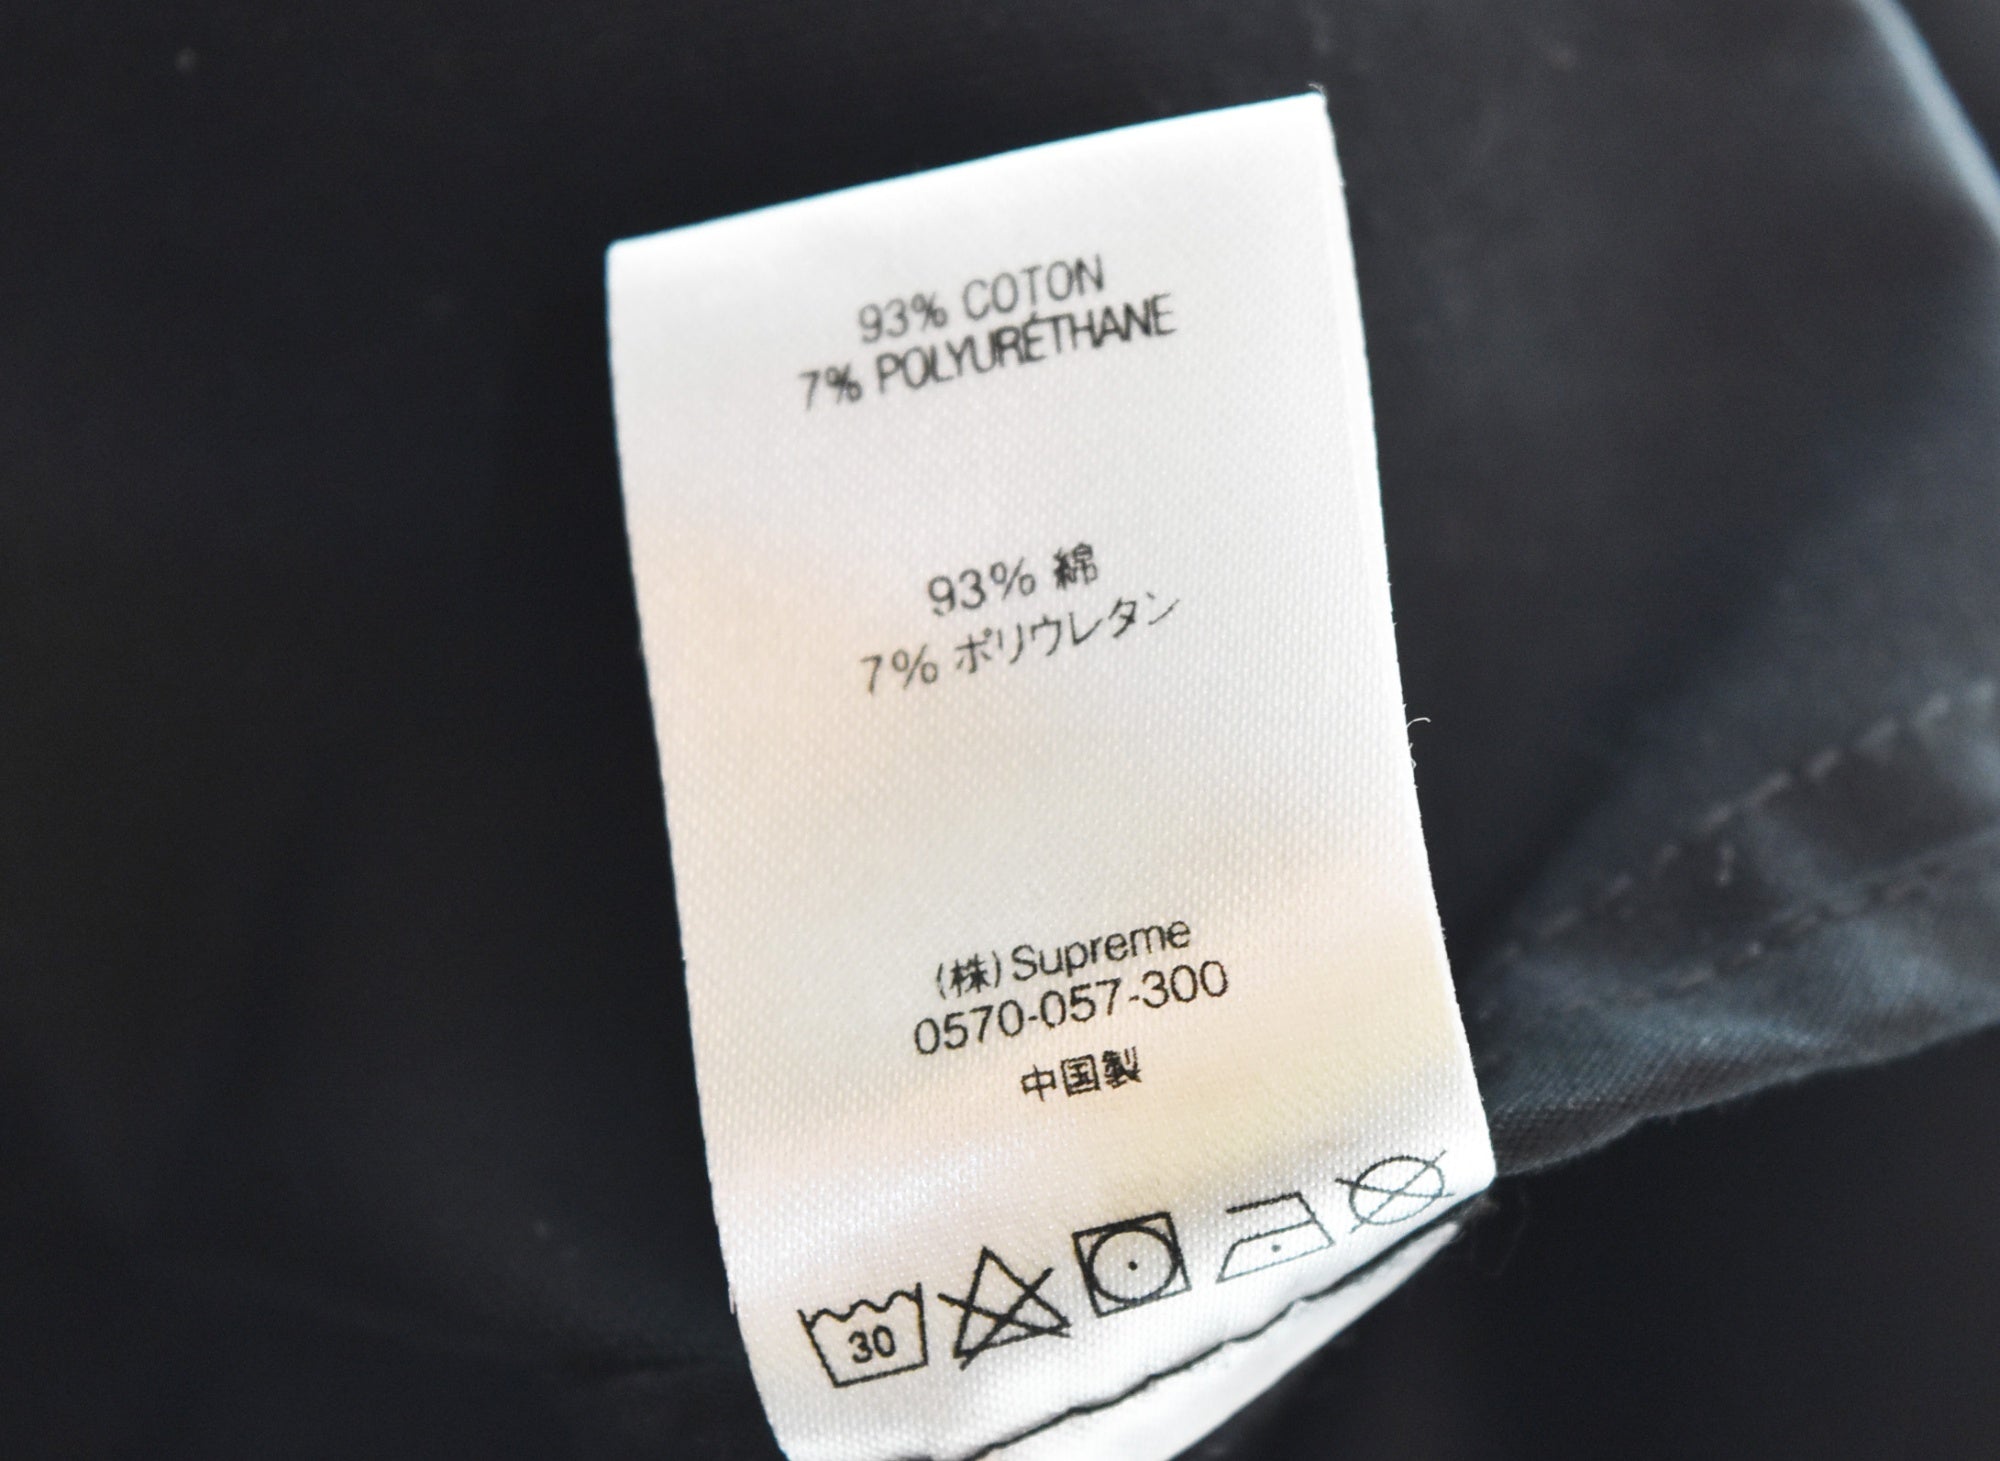 93% COTON
7% POLYURÉTHANE
93% 綿
7% ポリウレタン
(株)Supreme
0570-057-300
中国製
30